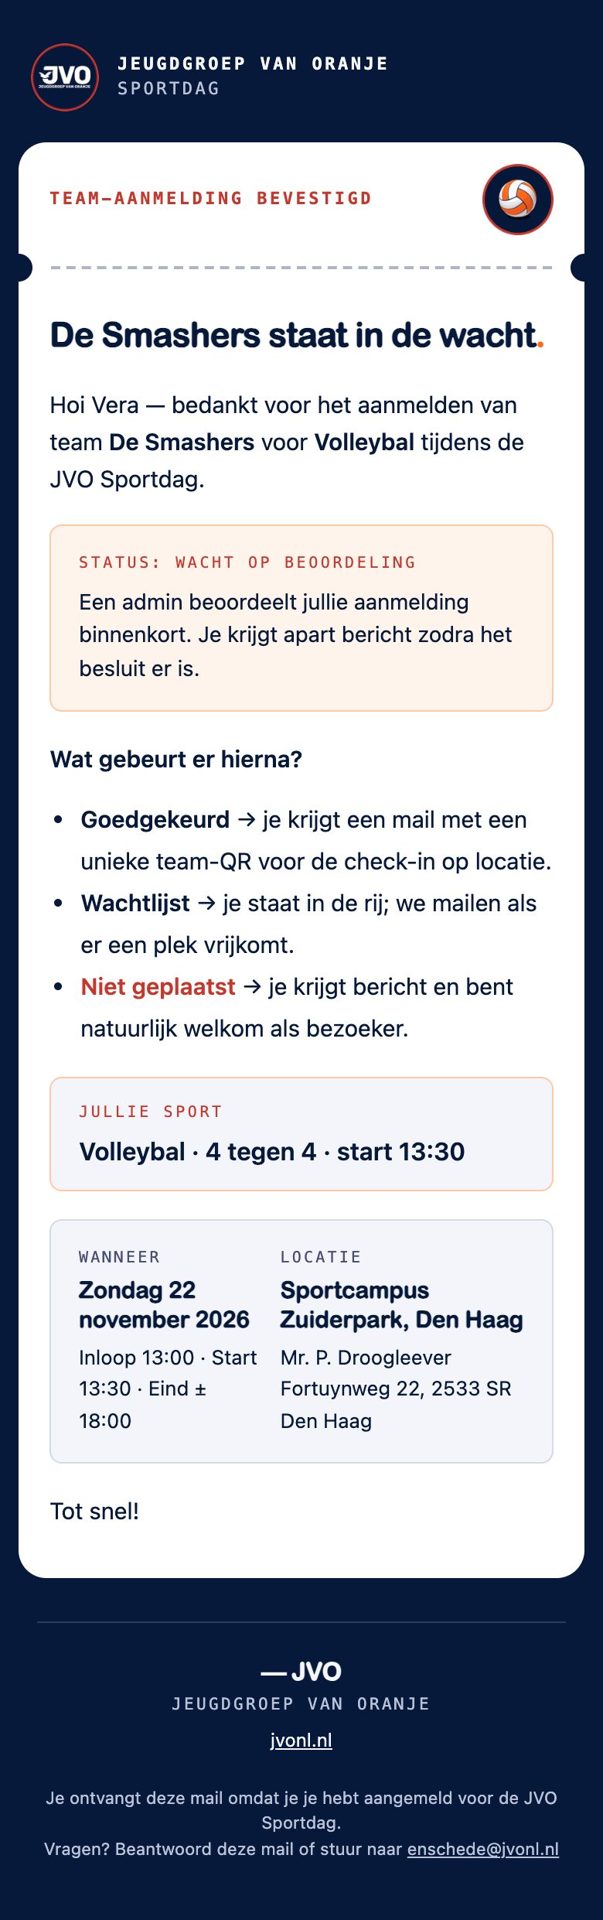 JVO
JEUGDGROEP VAN ORANJE
JEUGDGROEP VAN ORANJE
SPORTDAG
TEAM-AANMELDING BEVESTIGD
De Smashers staat in de wacht.
Hoi Vera — bedankt voor het aanmelden van
team De Smashers voor Volleybal tijdens de
JVO Sportdag.
STATUS: WACHT OP BEOORDELING
Een admin beoordeelt jullie aanmelding
binnenkort. Je krijgt apart bericht zodra het
besluit er is.
Wat gebeurt er hierna?
• Goedgekeurd → je krijgt een mail met een
unieke team-QR voor de check-in op locatie.
• Wachtlijst → je staat in de rij; we mailen als
er een plek vrijkomt.
• Niet geplaatst → je krijgt bericht en bent
natuurlijk welkom als bezoeker.
JULLIE SPORT
Volleybal · 4 tegen 4 · start 13:30
WANNEER
Zondag 22
november 2026
Inloop 13:00 · Start
13:30 · Eind ±
18:00
LOCATIE
Sportcampus
Zuiderpark, Den Haag
Mr. P. Droogleever
Fortuynweg 22, 2533 SR
Den Haag
Tot snel!
— JVO
JEUGDGROEP VAN ORANJE
jvonl.nl
Je ontvangt deze mail omdat je je hebt aangemeld voor de JVO
Sportdag.
Vragen? Beantwoord deze mail of stuur naar enschede@jvonl.nl